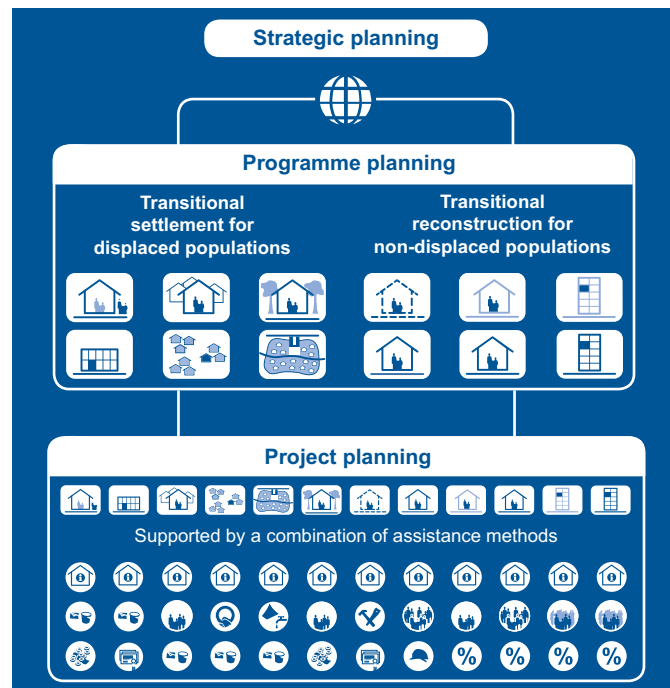 Strategic planning
Programme planning
Transitional
settlement for
displaced populations
Transitional
reconstruction for
non-displaced populations
Project planning
Supported by a combination of assistance methods
% % % %